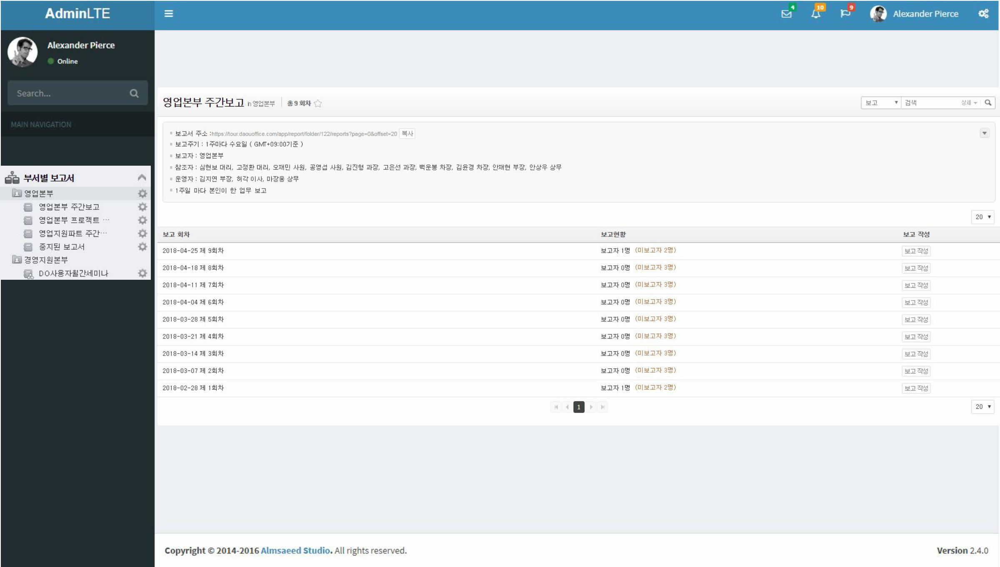 AdminLTE
4
10
9
Alexander Pierce
Alexander Pierce
Online
Search...
MAIN NAVIGATION
부서별 보고서
영업본부
영업본부 주간보고
영업본부 프로젝트 ...
영업지원파트 주간...
중지된 보고서
경영지원본부
DO사용자월간세미나
영업본부 주간보고 in 영업본부 총 9 회차
보고 검색 상세
보고서 주소 : https://tour.daouoffice.com/app/report/folder/122/reports?page=0&offset=20 복사
보고주기 : 1주마다 수요일 ( GMT+09:00기준 )
보고자 : 영업본부
참조자 : 심현보 대리, 고정환 대리, 오재민 사원, 공영섭 사원, 김진형 과장, 고은선 과장, 백운봉 차장, 김윤경 차장, 안재현 부장, 안상우 상무
운영자 : 김지연 부장, 허각 이사, 마장웅 상무
1주일 마다 본인이 한 업무 보고
20
보고 회차 보고현황 보고 작성
2018-04-25 제 9회차 보고자 1명 (미보고자 2명) 보고 작성
2018-04-18 제 8회차 보고자 0명 (미보고자 3명) 보고 작성
2018-04-11 제 7회차 보고자 0명 (미보고자 3명) 보고 작성
2018-04-04 제 6회차 보고자 0명 (미보고자 3명) 보고 작성
2018-03-28 제 5회차 보고자 0명 (미보고자 3명) 보고 작성
2018-03-21 제 4회차 보고자 0명 (미보고자 3명) 보고 작성
2018-03-14 제 3회차 보고자 0명 (미보고자 3명) 보고 작성
2018-03-07 제 2회차 보고자 0명 (미보고자 3명) 보고 작성
2018-02-28 제 1회차 보고자 1명 (미보고자 2명) 보고 작성
1
20
Copyright © 2014-2016 Almsaeed Studio. All rights reserved.
Version 2.4.0